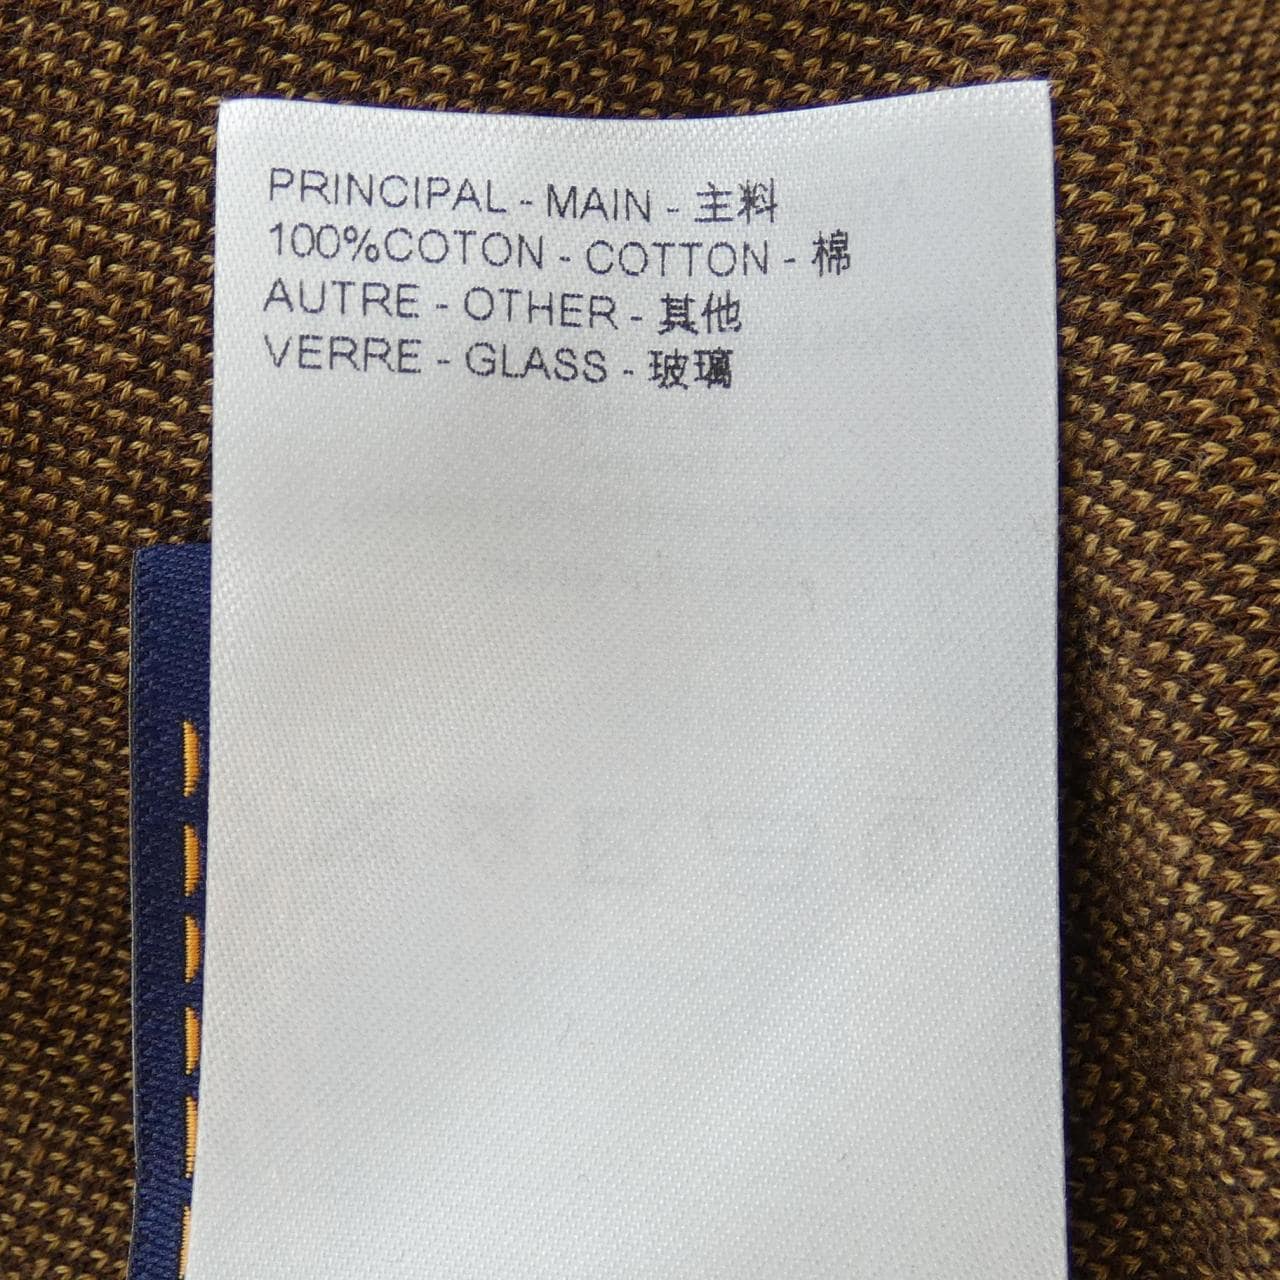 PRINCIPAL - MAIN - 主料
100%COTON - COTTON - 棉
AUTRE - OTHER - 其他
VERRE - GLASS - 玻璃